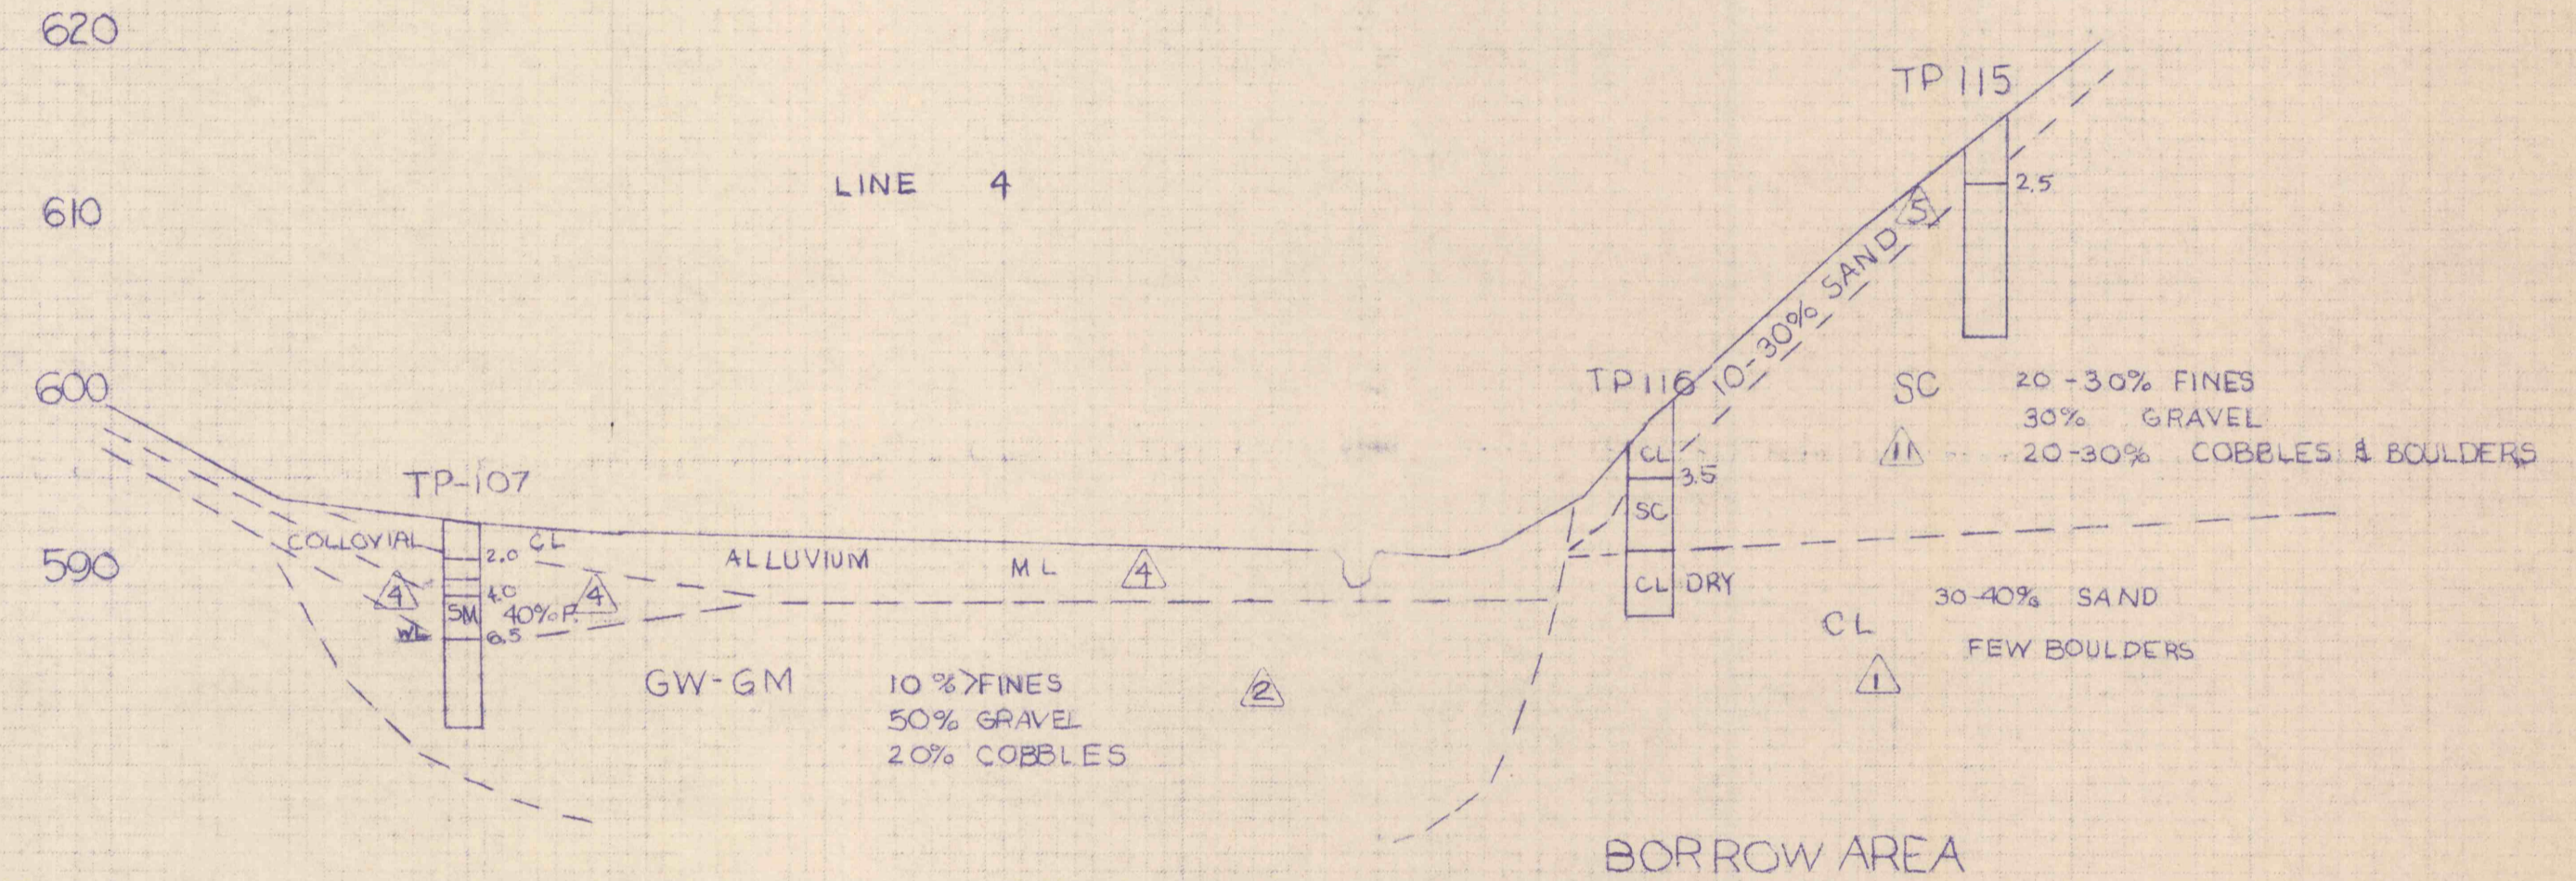 620
TP 115
LINE 4
2.5
610
5
10-30% SAND
600
TP 116
SC 20-30% FINES
30% GRAVEL
11 20-30% COBBLES & BOULDERS
CL
3.5
SC
TP-107
COLLOVIAL
CL
2.0
590
ALLUVIUM ML 4
4
4.0
4
SM 40% F.
WL
6.5
CL DRY
30-40% SAND
CL
FEW BOULDERS
1
GW-GM 10%>FINES 2
50% GRAVEL
20% COBBLES
BORROW AREA